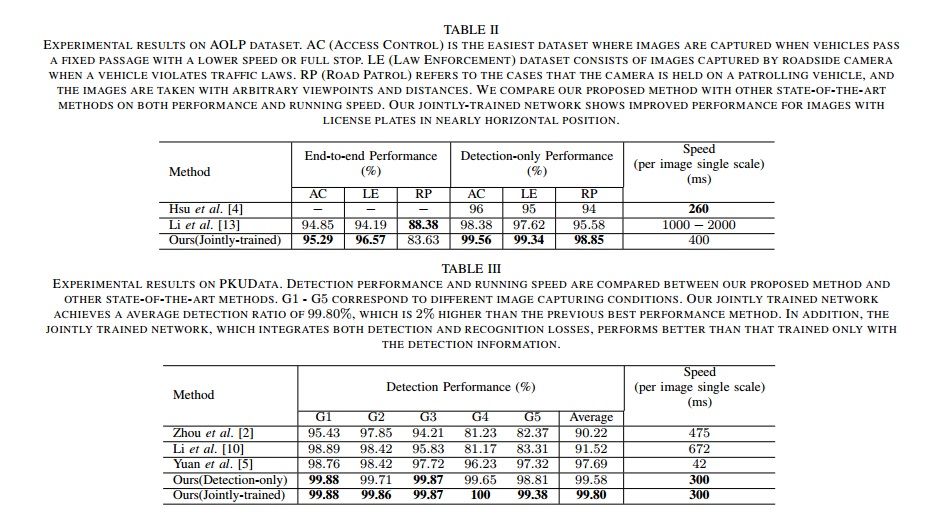 TABLE II
EXPERIMENTAL RESULTS ON AOLP DATASET. AC (ACCESS CONTROL) IS THE EASIEST DATASET WHERE IMAGES ARE CAPTURED WHEN VEHICLES PASS
A FIXED PASSAGE WITH A LOWER SPEED OR FULL STOP. LE (LAW ENFORCEMENT) DATASET CONSISTS OF IMAGES CAPTURED BY ROADSIDE CAMERA
WHEN A VEHICLE VIOLATES TRAFFIC LAWS. RP (ROAD PATROL) REFERS TO THE CASES THAT THE CAMERA IS HELD ON A PATROLLING VEHICLE, AND
THE IMAGES ARE TAKEN WITH ARBITRARY VIEWPOINTS AND DISTANCES. WE COMPARE OUR PROPOSED METHOD WITH OTHER STATE-OF-THE-ART
METHODS ON BOTH PERFORMANCE AND RUNNING SPEED. OUR JOINTLY-TRAINED NETWORK SHOWS IMPROVED PERFORMANCE FOR IMAGES WITH
LICENSE PLATES IN NEARLY HORIZONTAL POSITION.
Method End-to-end Performance (%) Detection-only Performance (%) Speed (per image single scale) (ms)
AC LE RP AC LE RP
Hsu et al. [4] − − − 96 95 94 260
Li et al. [13] 94.85 94.19 88.38 98.38 97.62 95.58 1000 − 2000
Ours(Jointly-trained) 95.29 96.57 83.63 99.56 99.34 98.85 400
TABLE III
EXPERIMENTAL RESULTS ON PKUDATA. DETECTION PERFORMANCE AND RUNNING SPEED ARE COMPARED BETWEEN OUR PROPOSED METHOD AND
OTHER STATE-OF-THE-ART METHODS. G1 - G5 CORRESPOND TO DIFFERENT IMAGE CAPTURING CONDITIONS. OUR JOINTLY TRAINED NETWORK
ACHIEVES A AVERAGE DETECTION RATIO OF 99.80%, WHICH IS 2% HIGHER THAN THE PREVIOUS BEST PERFORMANCE METHOD. IN ADDITION, THE
JOINTLY TRAINED NETWORK, WHICH INTEGRATES BOTH DETECTION AND RECOGNITION LOSSES, PERFORMS BETTER THAN THAT TRAINED ONLY WITH
THE DETECTION INFORMATION.
Method Detection Performance (%) Speed (per image single scale) (ms)
G1 G2 G3 G4 G5 Average
Zhou et al. [2] 95.43 97.85 94.21 81.23 82.37 90.22 475
Li et al. [10] 98.89 98.42 95.83 81.17 83.31 91.52 672
Yuan et al. [5] 98.76 98.42 97.72 96.23 97.32 97.69 42
Ours(Detection-only) 99.88 99.71 99.87 99.65 98.81 99.58 300
Ours(Jointly-trained) 99.88 99.86 99.87 100 99.38 99.80 300